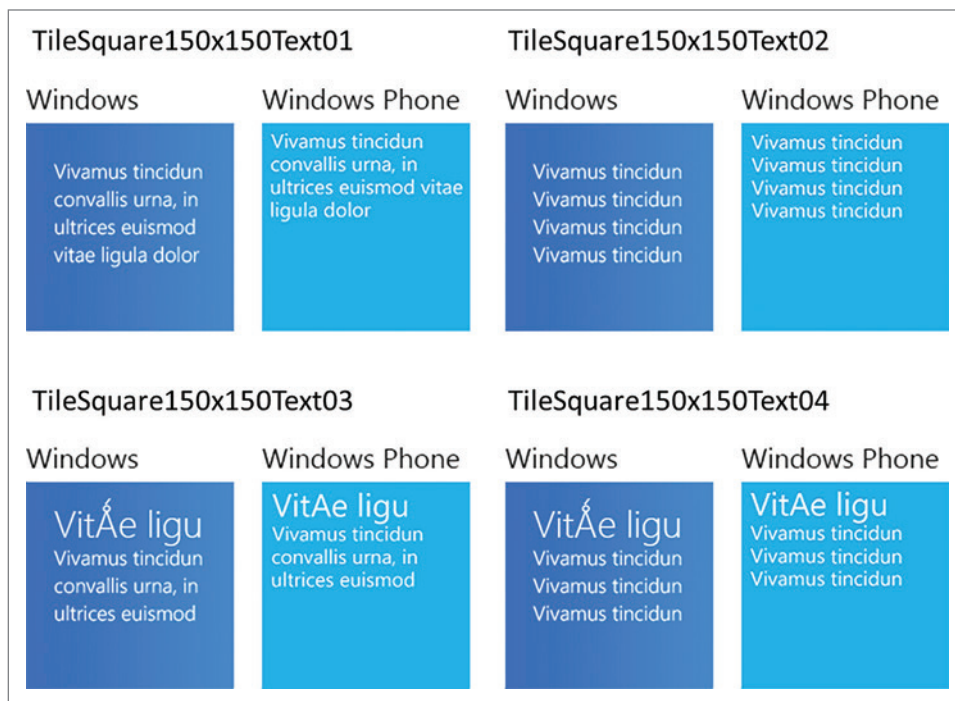 TileSquare150x150Text01
Windows
Vivamus tincidun
convallis urna, in
ultrices euismod
vitae ligula dolor
Windows Phone
Vivamus tincidun
convallis urna, in
ultrices euismod vitae
ligula dolor
TileSquare150x150Text02
Windows
Vivamus tincidun
Vivamus tincidun
Vivamus tincidun
Vivamus tincidun
Windows Phone
Vivamus tincidun
Vivamus tincidun
Vivamus tincidun
Vivamus tincidun
TileSquare150x150Text03
Windows
VitǺe ligu
Vivamus tincidun
convallis urna, in
ultrices euismod
Windows Phone
VitAe ligu
Vivamus tincidun
convallis urna, in
ultrices euismod
TileSquare150x150Text04
Windows
VitǺe ligu
Vivamus tincidun
Vivamus tincidun
Vivamus tincidun
Windows Phone
VitAe ligu
Vivamus tincidun
Vivamus tincidun
Vivamus tincidun